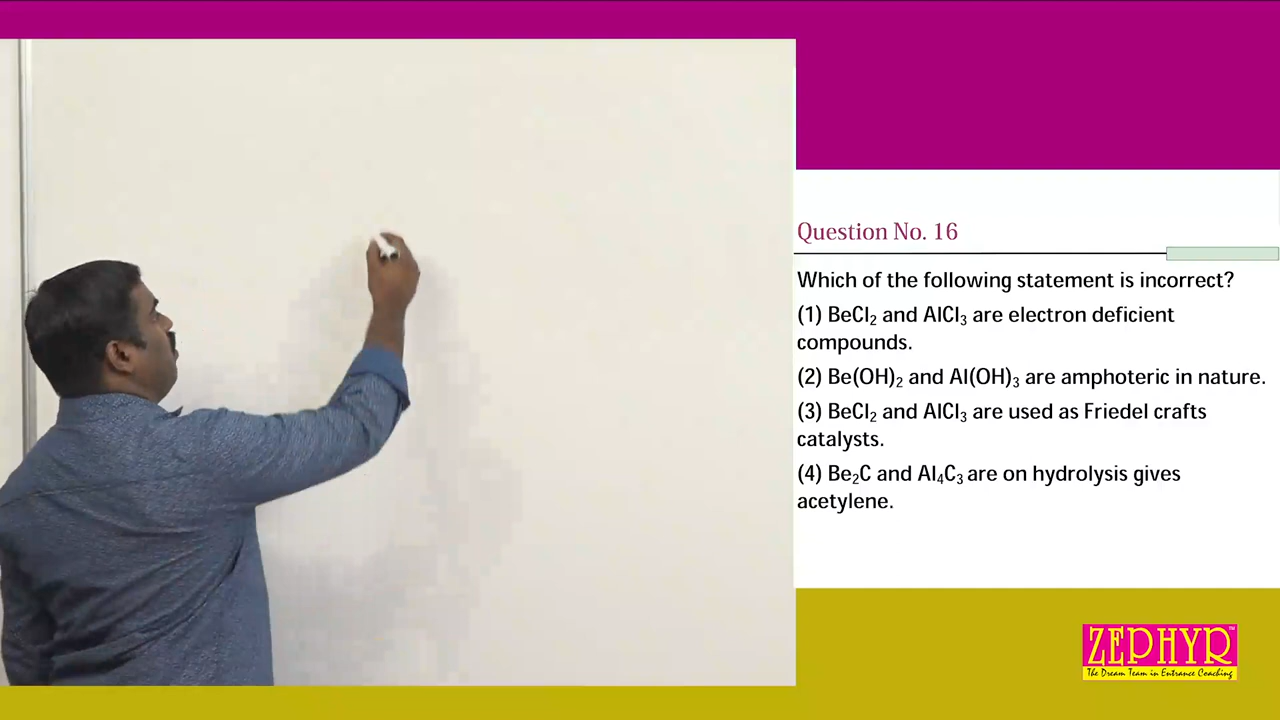 Question No. 16
Which of the following statement is incorrect?
(1) BeCl₂ and AlCl₃ are electron deficient
compounds.
(2) Be(OH)₂ and Al(OH)₃ are amphoteric in nature.
(3) BeCl₂ and AlCl₃ are used as Friedel crafts
catalysts.
(4) Be₂C and Al₄C₃ are on hydrolysis gives
acetylene.
ZEPHYR™
The Dream Team in Entrance Coaching